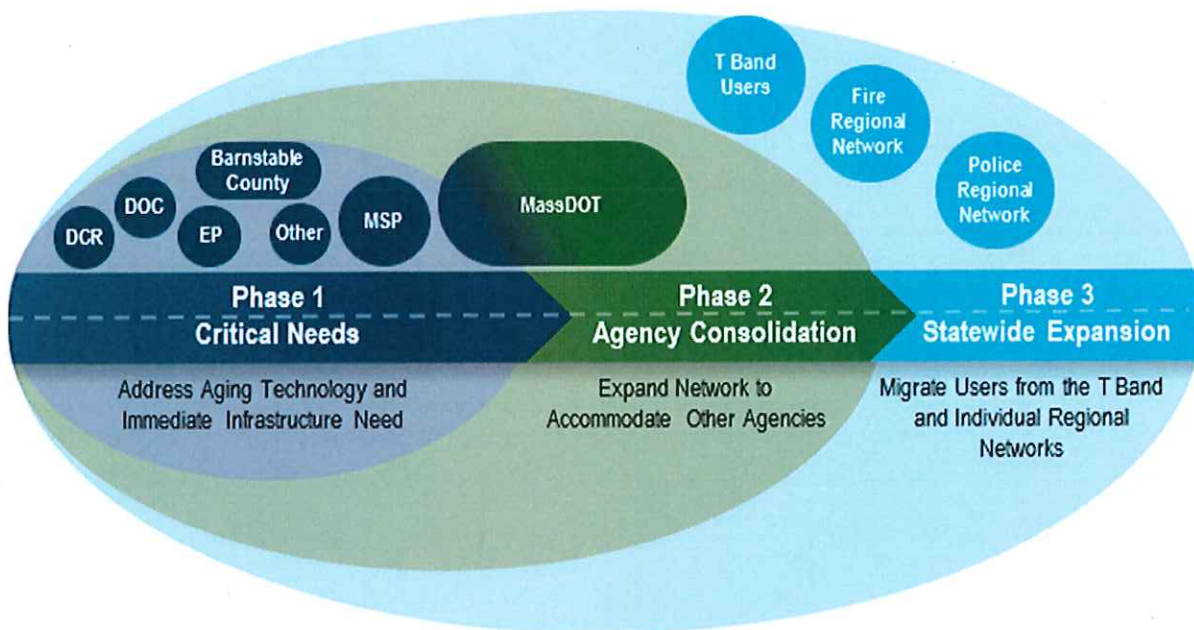 T Band
Users
Fire
Regional
Network
Police
Regional
Network
Barnstable
County
DOC
DCR
EP
Other
MSP
MassDOT
Phase 1
Critical Needs
Phase 2
Agency Consolidation
Phase 3
Statewide Expansion
Address Aging Technology and
Immediate Infrastructure Need
Expand Network to
Accommodate Other Agencies
Migrate Users from the T Band
and Individual Regional
Networks